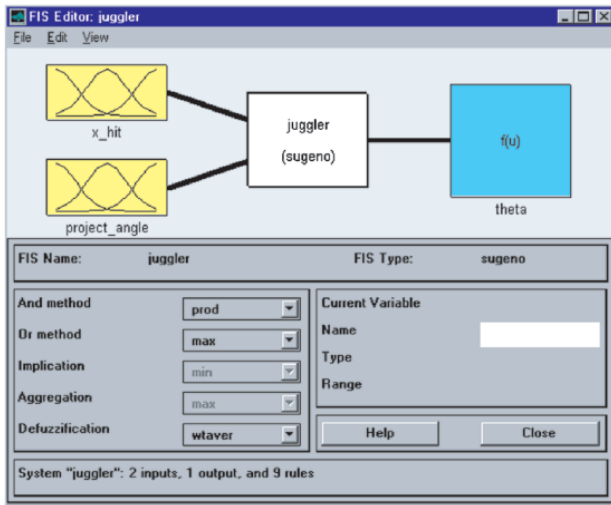 FIS Editor: juggler
File Edit View
x_hit
project_angle
juggler
(sugeno)
f(u)
theta
FIS Name: juggler FIS Type: sugeno
And method prod
Or method max
Implication min
Aggregation max
Defuzzification wtaver
Current Variable
Name
Type
Range
Help Close
System "juggler": 2 inputs, 1 output, and 9 rules